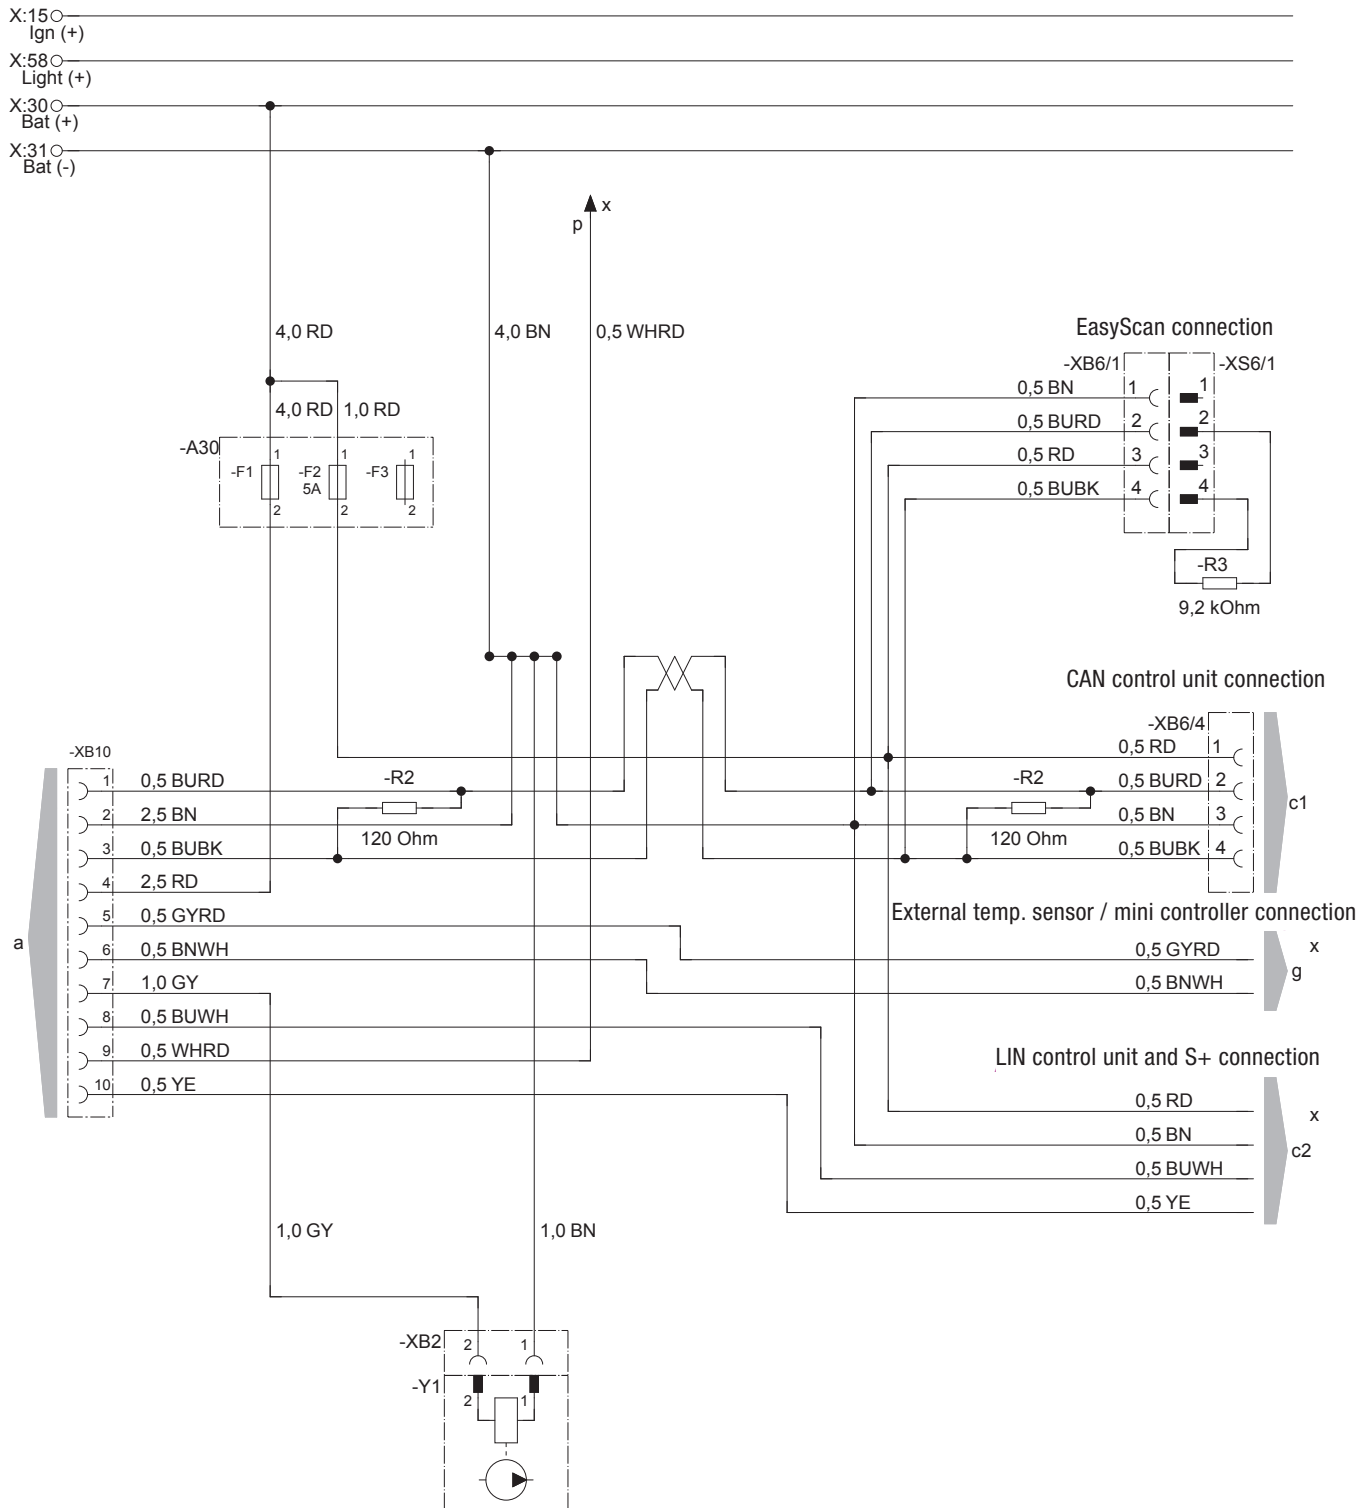 X:15
Ign (+)
X:58
Light (+)
X:30
Bat (+)
X:31
Bat (-)
x
p
4,0 RD
4,0 BN
0,5 WHRD
EasyScan connection
-XB6/1
-XS6/1
0,5 BN 1 1
0,5 BURD 2 2
0,5 RD 3 3
0,5 BUBK 4 4
-R3
9,2 kOhm
4,0 RD 1,0 RD
-A30
1 1 1
-F1 -F2 -F3
5A
2 2 2
CAN control unit connection
-XB6/4
0,5 RD 1
0,5 BURD 2
0,5 BN 3
0,5 BUBK 4
c1
-R2
120 Ohm
-R2
120 Ohm
-XB10
1 0,5 BURD
2 2,5 BN
3 0,5 BUBK
4 2,5 RD
5 0,5 GYRD
6 0,5 BNWH
7 1,0 GY
8 0,5 BUWH
9 0,5 WHRD
10 0,5 YE
a
External temp. sensor / mini controller connection
0,5 GYRD
x
g
0,5 BNWH
LIN control unit and S+ connection
0,5 RD
x
0,5 BN
c2
0,5 BUWH
0,5 YE
1,0 GY
1,0 BN
-XB2 2 1
-Y1
2 1